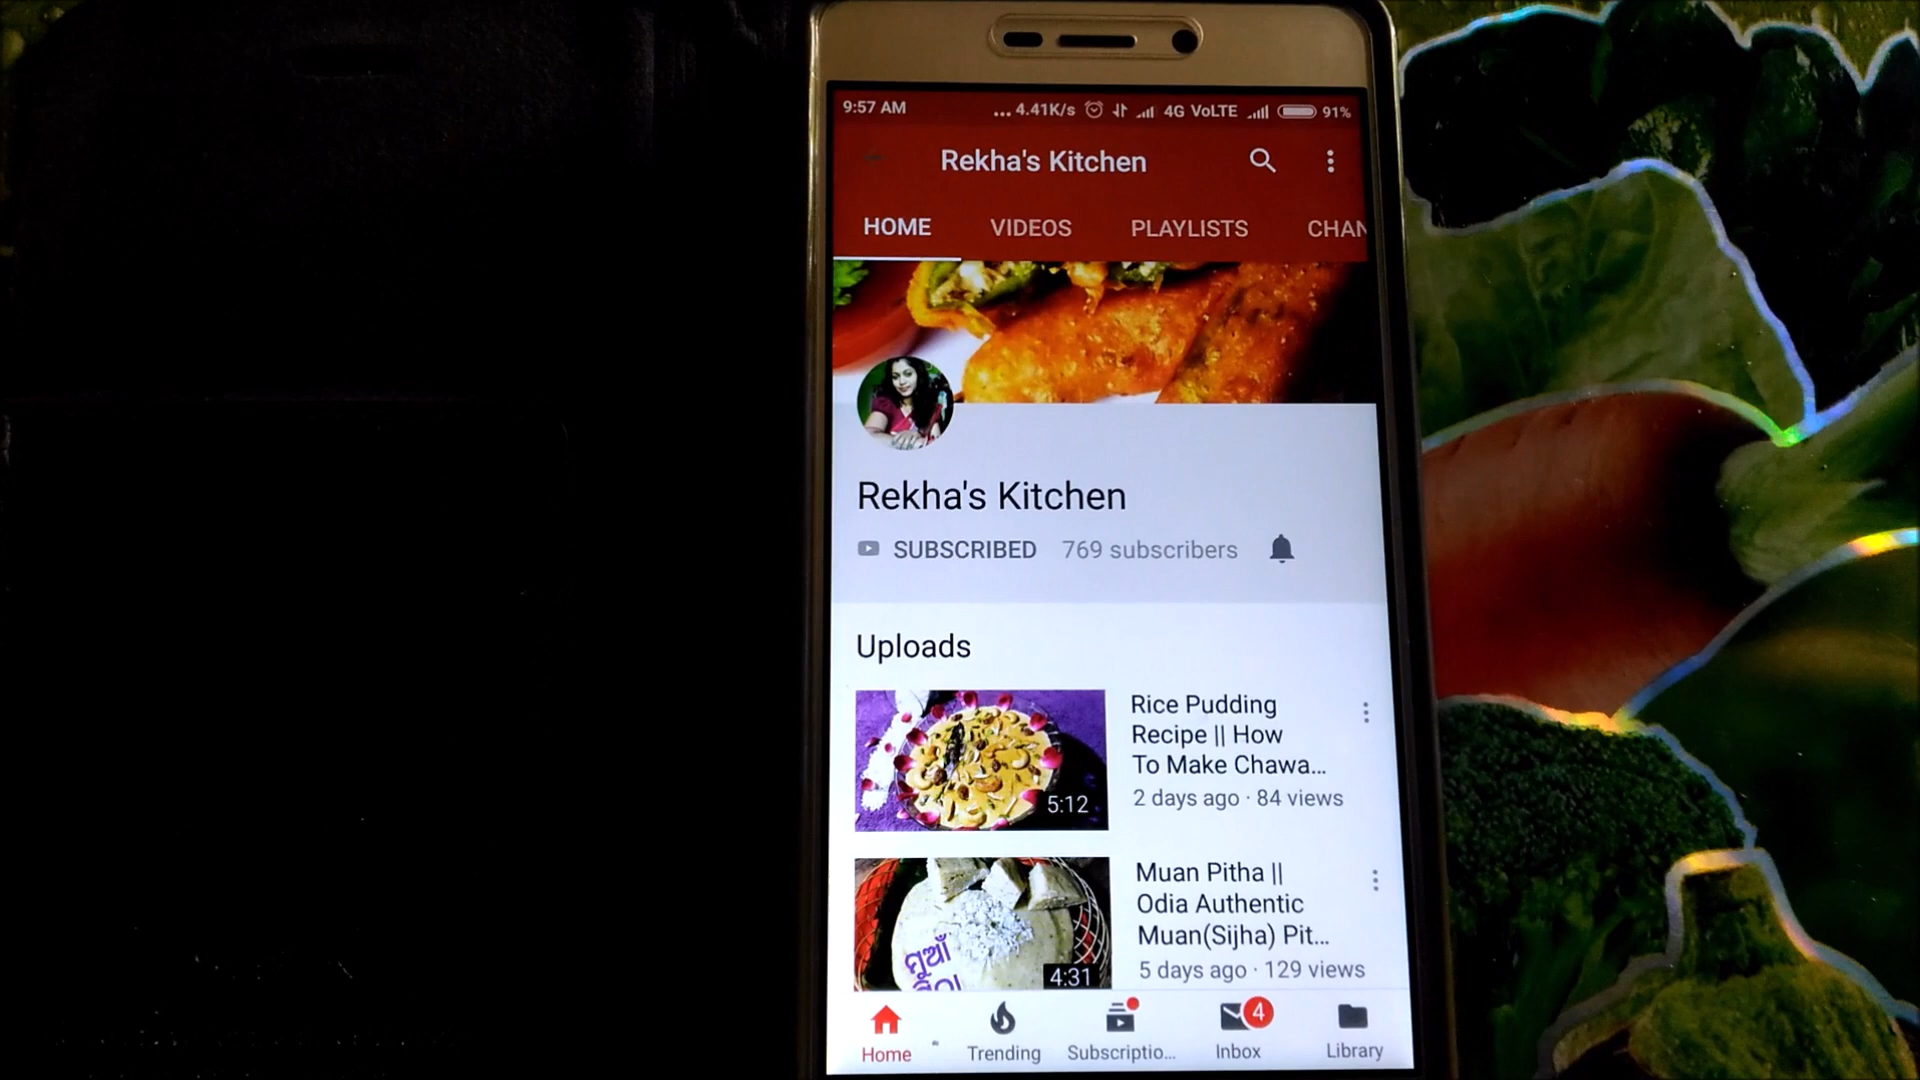 9:57 AM ... 4.41K/s 4G VoLTE 91%
Rekha's Kitchen
HOME VIDEOS PLAYLISTS CHAN
Rekha's Kitchen
SUBSCRIBED 769 subscribers
Uploads
Rice Pudding
Recipe || How
To Make Chawa...
2 days ago · 84 views
5:12
Muan Pitha ||
Odia Authentic
Muan(Sijha) Pit...
5 days ago · 129 views
ମୁଆଁ
4:31
4
Home Trending Subscriptio... Inbox Library